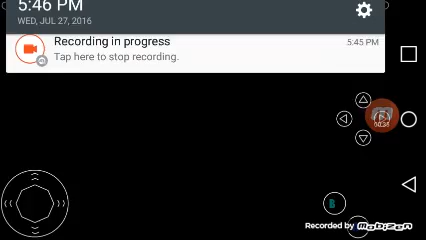 5:46 PM
WED, JUL 27, 2016
Recording in progress
5:45 PM
Tap here to stop recording.
Recorded by mobizen